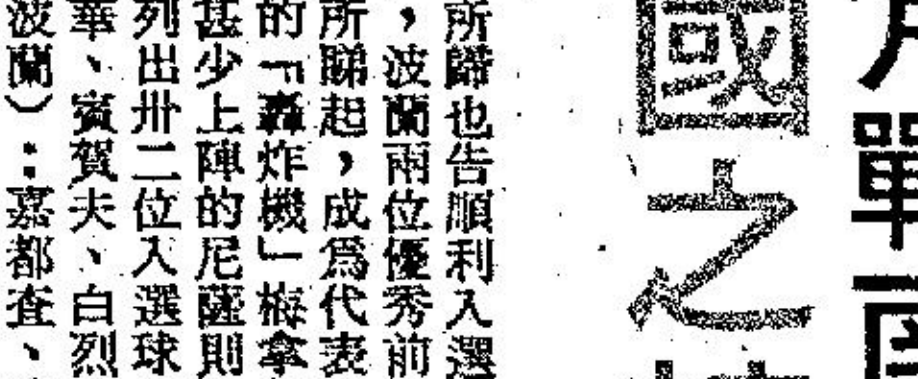 單
國之
所歸也告順利入選
，波蘭兩位優秀前
所睇起，成爲代表
的「轟炸機」梅拿
甚少上陣的尼薩則
列出卅二位入選球
華、賓賀夫、白烈
波蘭）：嘉都查、